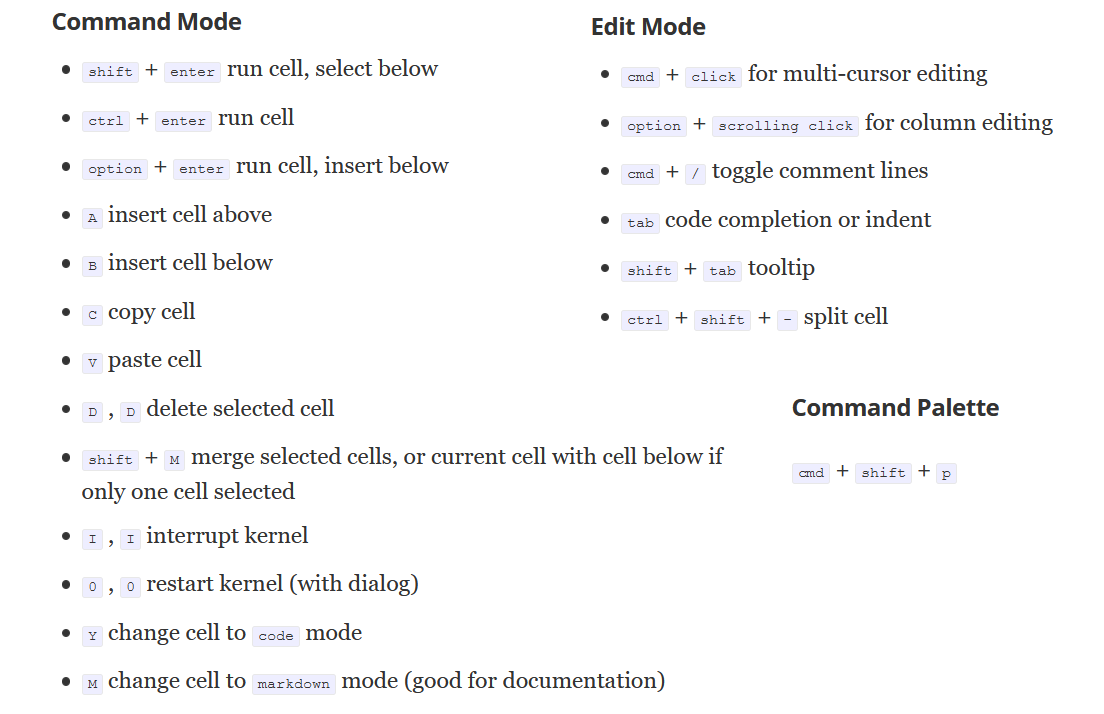 Command Mode
shift + enter run cell, select below
ctrl + enter run cell
option + enter run cell, insert below
A insert cell above
B insert cell below
C copy cell
V paste cell
D , D delete selected cell
shift + M merge selected cells, or current cell with cell below if
only one cell selected
I , I interrupt kernel
0 , 0 restart kernel (with dialog)
Y change cell to code mode
M change cell to markdown mode (good for documentation)
Edit Mode
cmd + click for multi-cursor editing
option + scrolling click for column editing
cmd + / toggle comment lines
tab code completion or indent
shift + tab tooltip
ctrl + shift + - split cell
Command Palette
cmd + shift + p